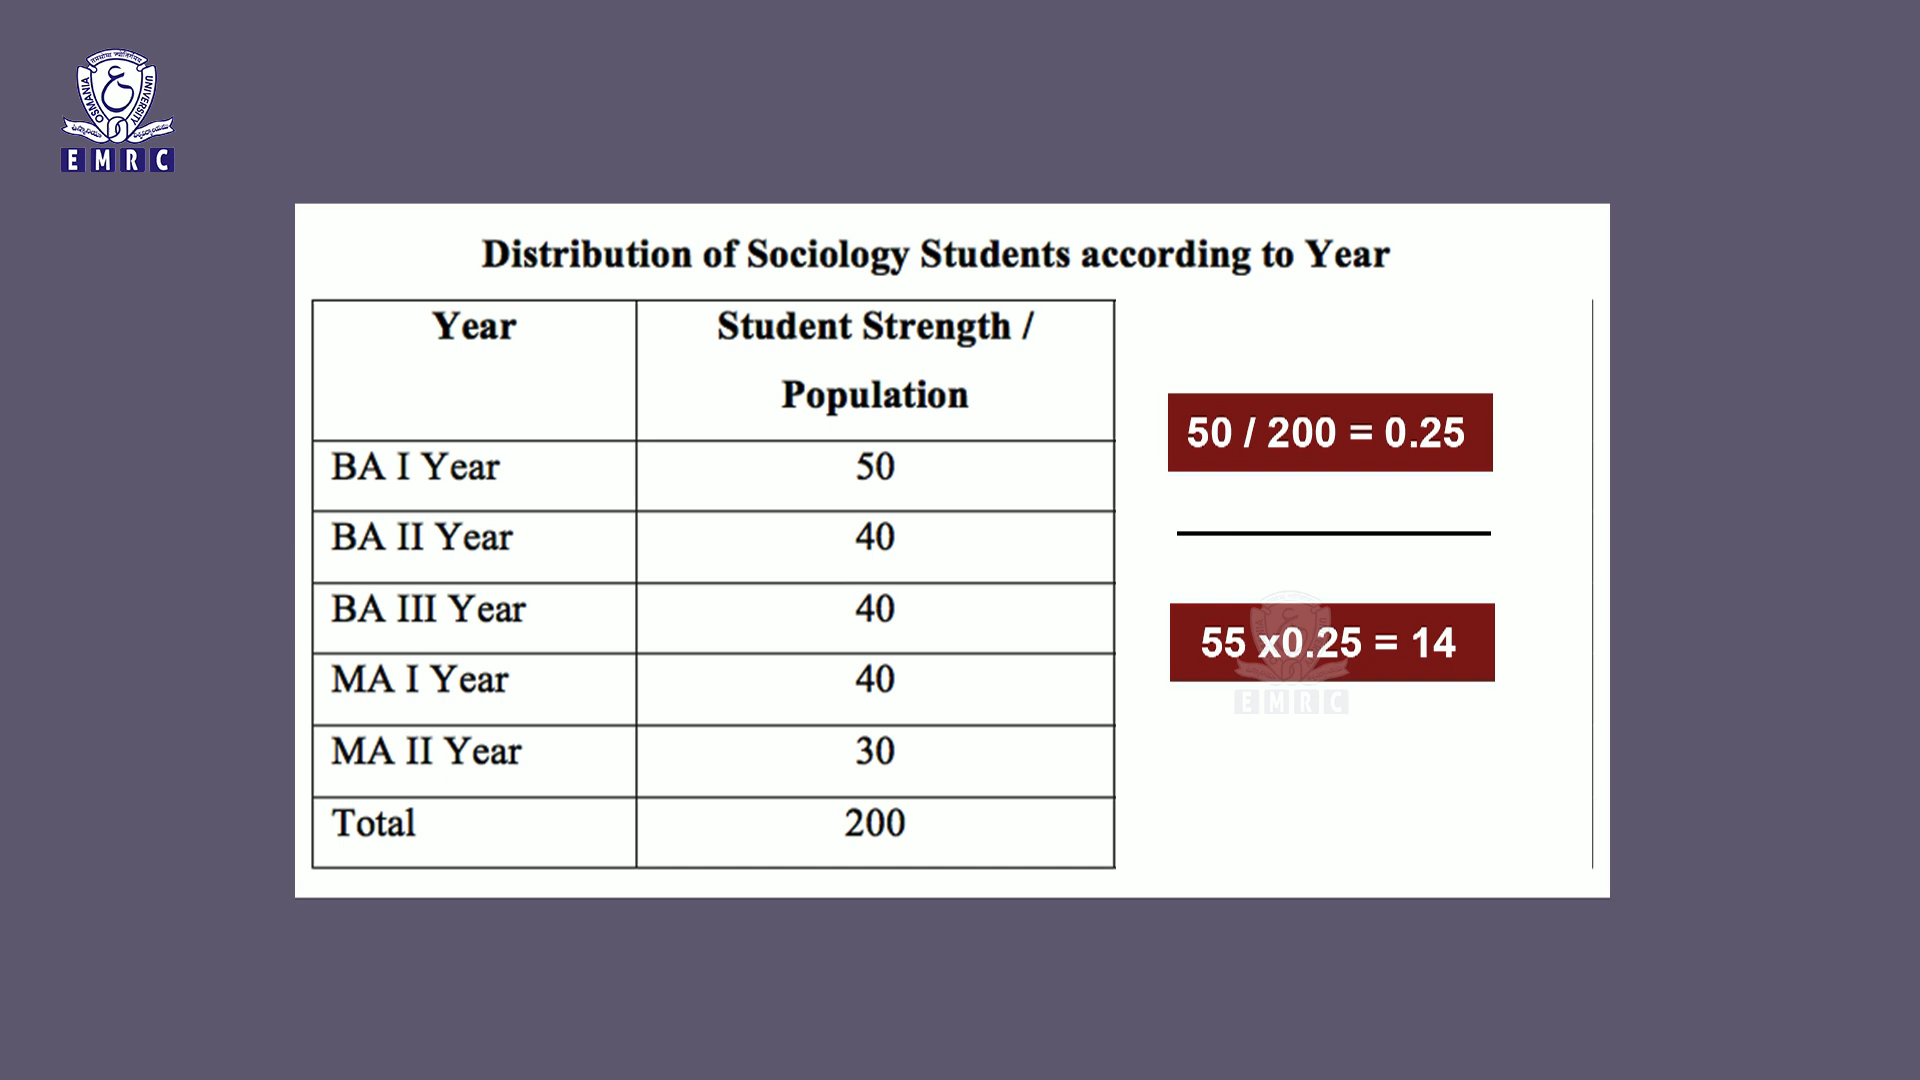 OSMANIA UNIVERSITY
E M R C
Distribution of Sociology Students according to Year
Year
Student Strength /
Population
BA I Year
50
BA II Year
40
BA III Year
40
MA I Year
40
MA II Year
30
Total
200
50 / 200 = 0.25
55 x0.25 = 14
E M R C